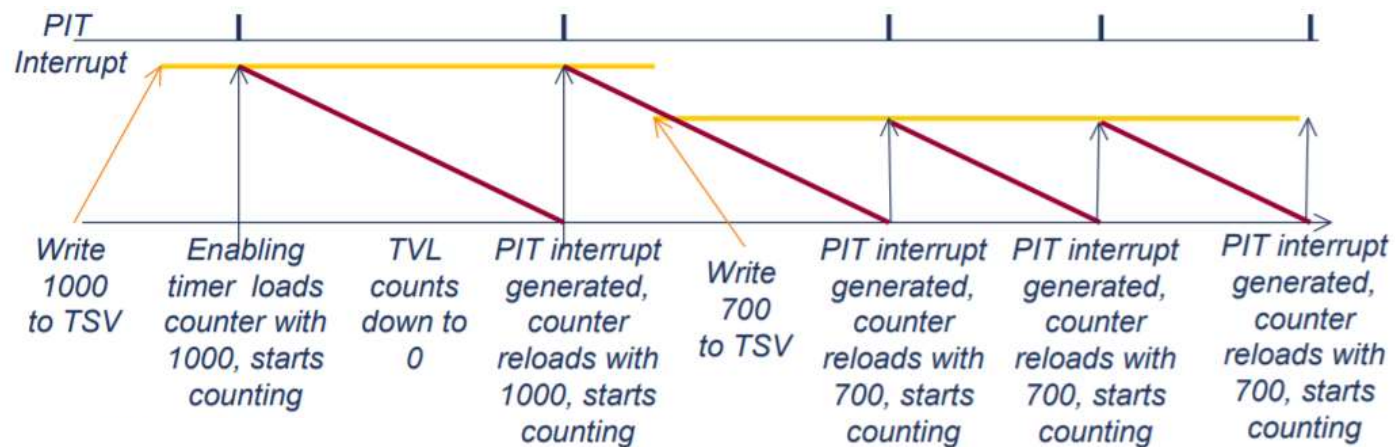 PIT
Interrupt
Write
1000
to TSV
Enabling
timer loads
counter with
1000, starts
counting
TVL
counts
down to
0
PIT interrupt
generated,
counter
reloads with
1000, starts
counting
Write
700
to TSV
PIT interrupt
generated,
counter
reloads with
700, starts
counting
PIT interrupt
generated,
counter
reloads with
700, starts
counting
PIT interrupt
generated,
counter
reloads with
700, starts
counting